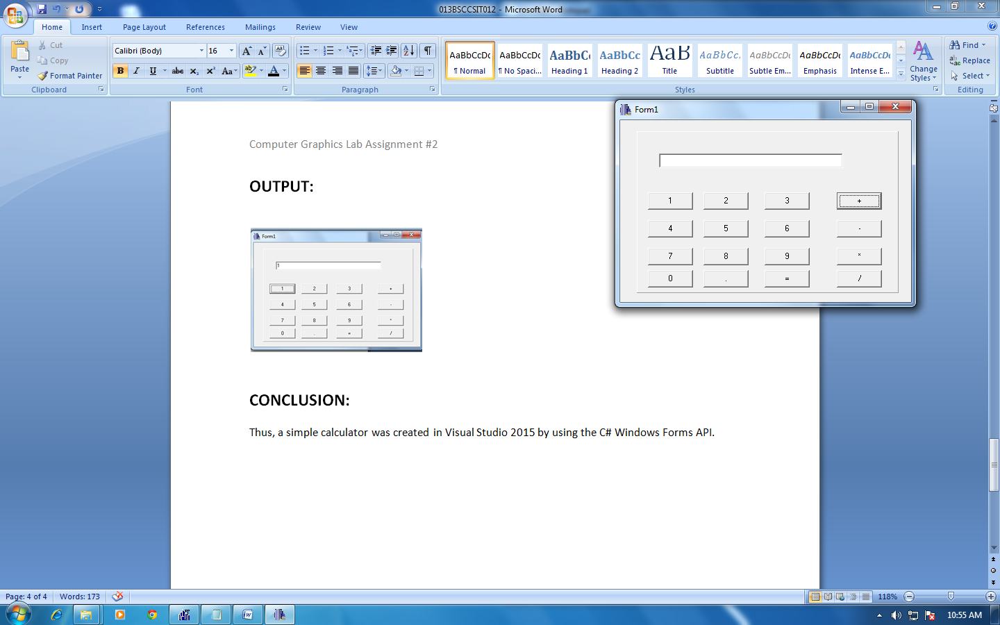 013BSCCSIT012 - Microsoft Word
Home Insert Page Layout References Mailings Review View
Paste
Cut
Copy
Format Painter
Clipboard
Calibri (Body) 16
B I U abc x₂ x² Aa
Font
Paragraph
AaBbCcDc AaBbCcDc AaBbCc AaBbCc AaB AaBbCc. AaBbCcDc AaBbCcDc AaBbCcDc
¶ Normal ¶ No Spaci... Heading 1 Heading 2 Title Subtitle Subtle Em... Emphasis Intense E...
Change Styles
Styles
Find
Replace
Select
Editing
Computer Graphics Lab Assignment #2
OUTPUT:
Form1
1
1 2 3 +
4 5 6 -
7 8 9 *
0 . = /
CONCLUSION:
Thus, a simple calculator was created in Visual Studio 2015 by using the C# Windows Forms API.
Form1
1 2 3 +
4 5 6 -
7 8 9 *
0 . = /
Page: 4 of 4 Words: 173
118%
10:55 AM